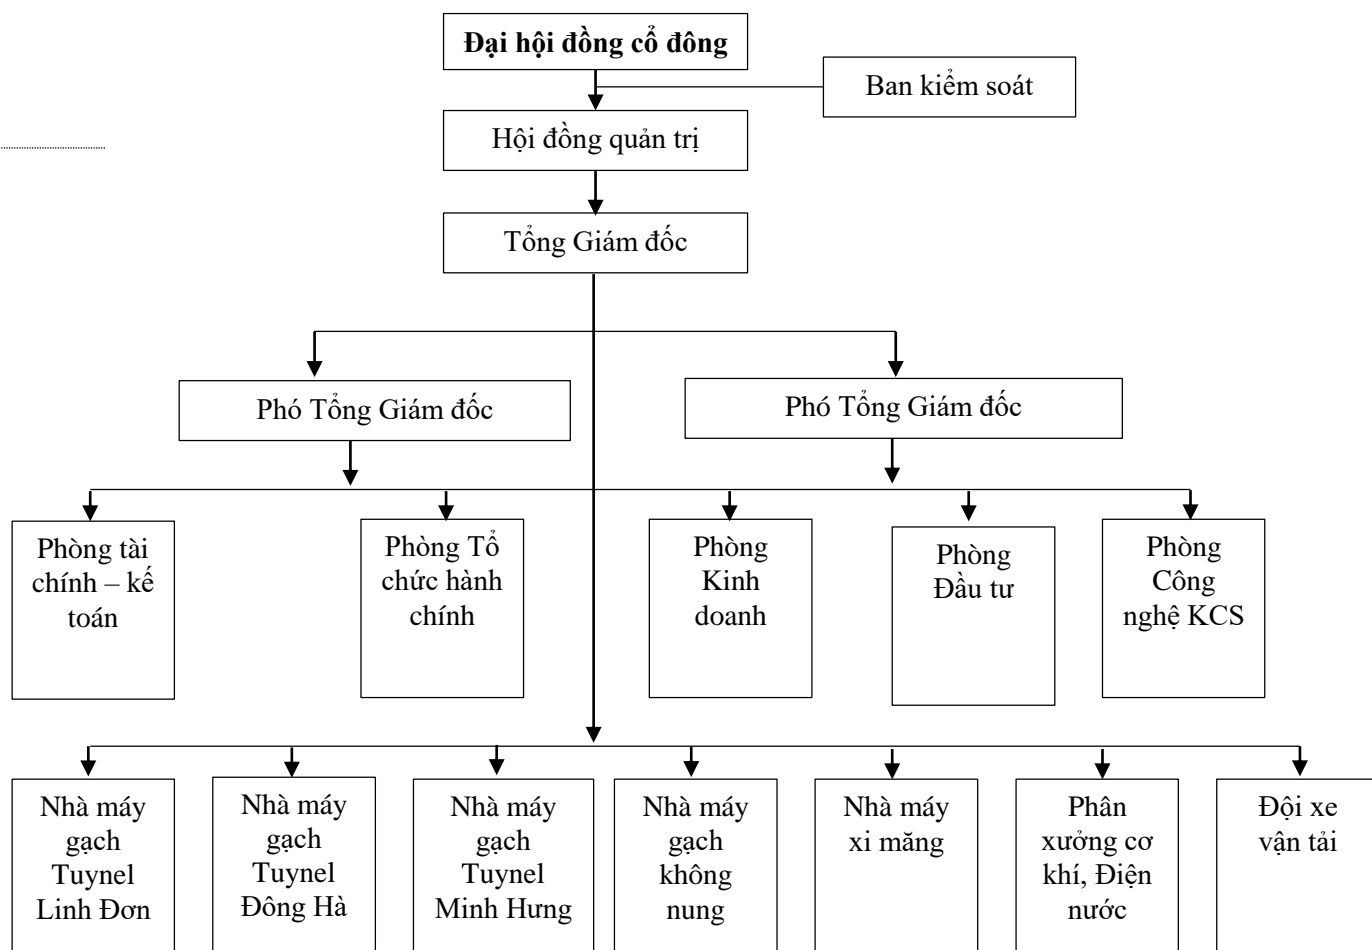 Đại hội đồng cổ đông
Ban kiểm soát
Hội đồng quản trị
Tổng Giám đốc
Phó Tổng Giám đốc
Phó Tổng Giám đốc
Phòng tài
chính – kế
toán
Phòng Tổ
chức hành
chính
Phòng
Kinh
doanh
Phòng
Đầu tư
Phòng
Công
nghệ KCS
Nhà máy
gạch
Tuynel
Linh Đơn
Nhà máy
gạch
Tuynel
Đông Hà
Nhà máy
gạch
Tuynel
Minh Hưng
Nhà máy
gạch
không
nung
Nhà máy
xi măng
Phân
xưởng cơ
khí, Điện
nước
Đội xe
vận tải